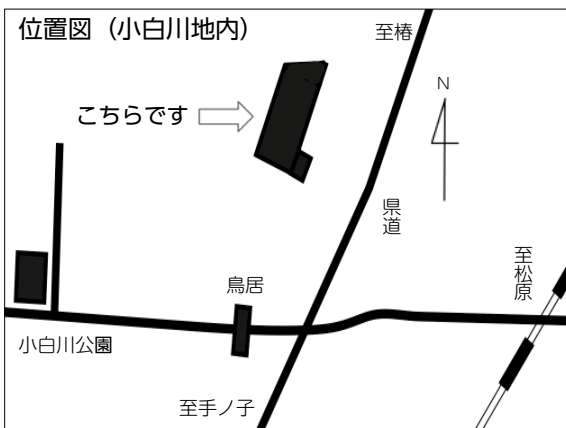 位置図（小白川地内）
至椿
こちらです
N
県道
至松原
鳥居
小白川公園
至手ノ子